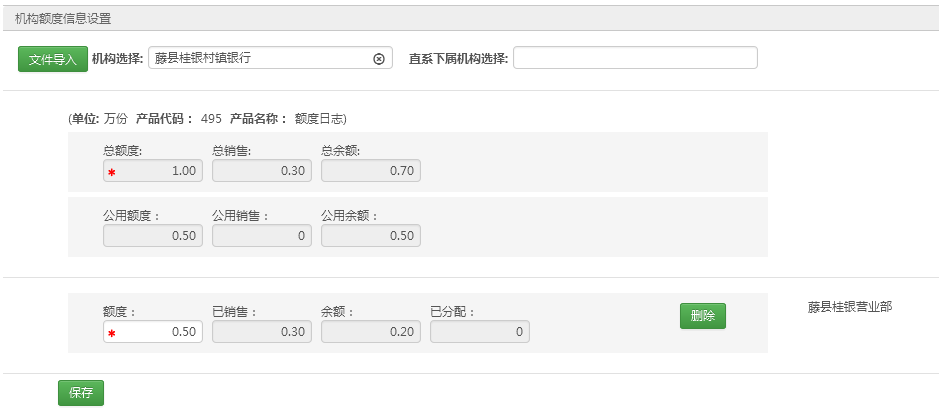 机构额度信息设置
文件导入 机构选择: 藤县桂银村镇银行 直系下属机构选择:
(单位: 万份 产品代码： 495 产品名称： 额度日志)
总额度: 总销售: 总余额:
* 1.00 0.30 0.70
公用额度： 公用销售： 公用余额：
0.50 0 0.50
额度： 已销售： 余额： 已分配：
* 0.50 0.30 0.20 0 删除 藤县桂银营业部
保存